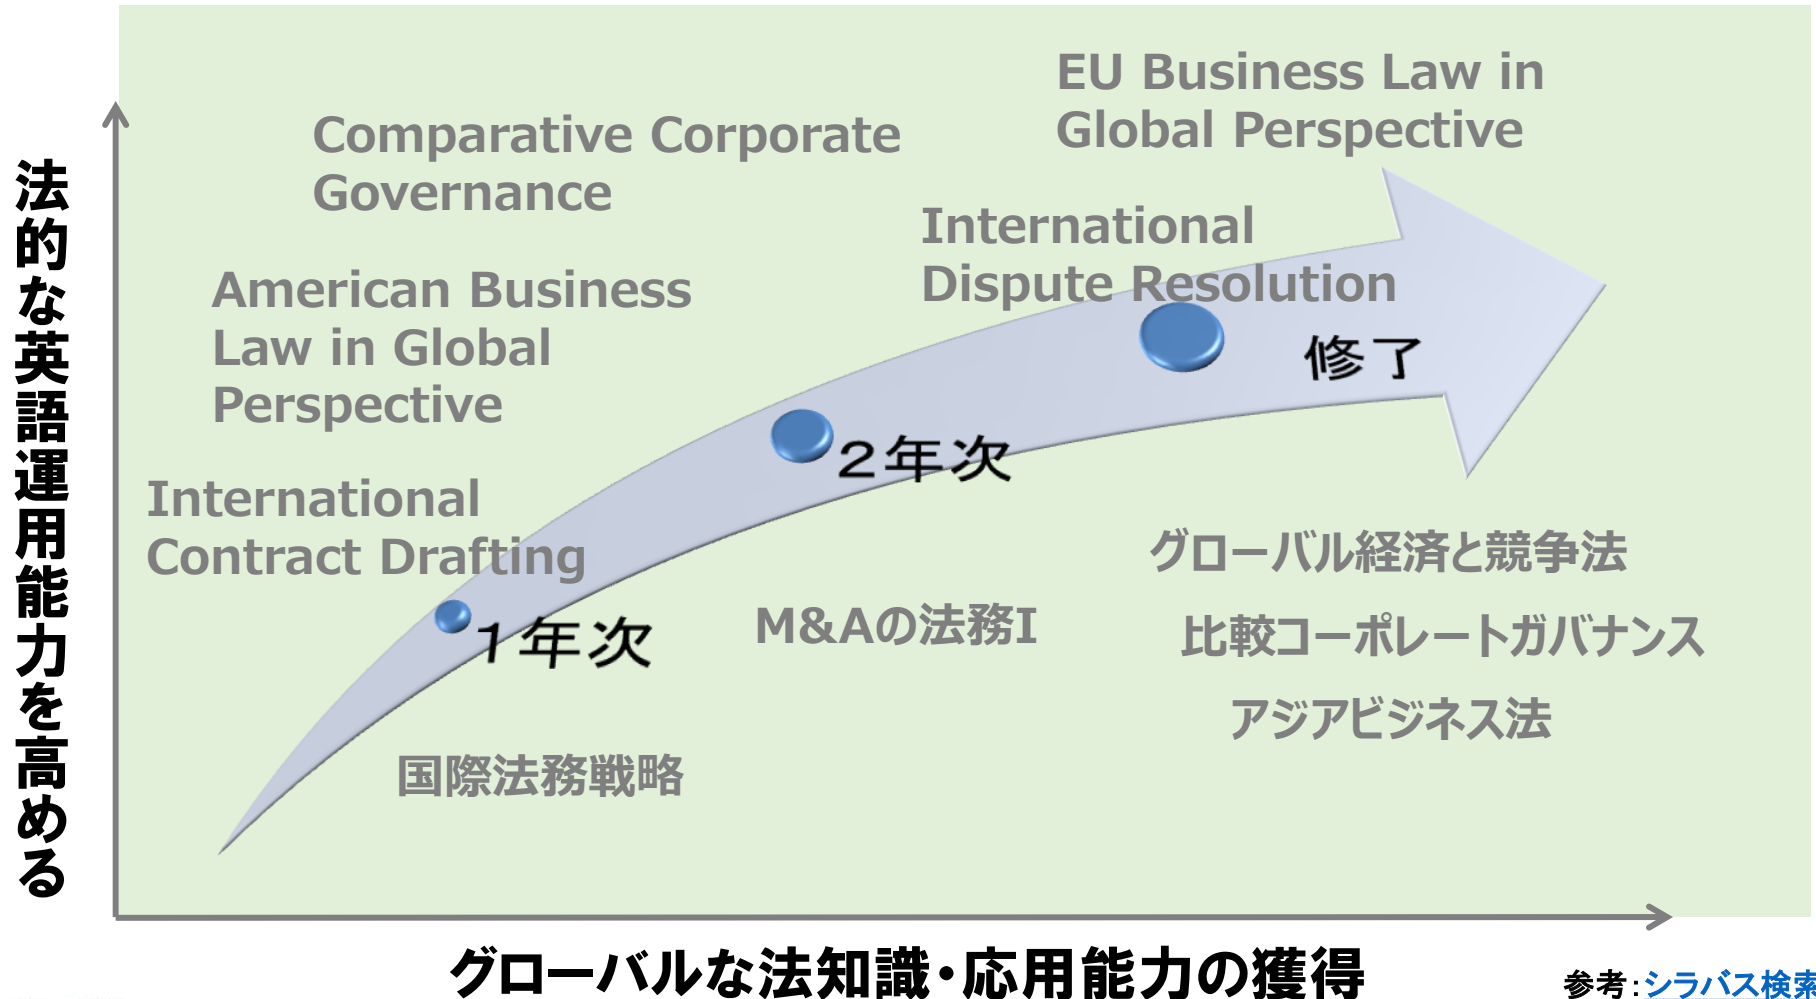 法的な英語運用能力を高める
EU Business Law in
Global Perspective
Comparative Corporate
Governance
International
Dispute Resolution
American Business
Law in Global
Perspective
修了
2年次
International
Contract Drafting
1年次
グローバル経済と競争法
M&Aの法務I
比較コーポレートガバナンス
アジアビジネス法
国際法務戦略
グローバルな法知識・応用能力の獲得
参考：シラバス検索